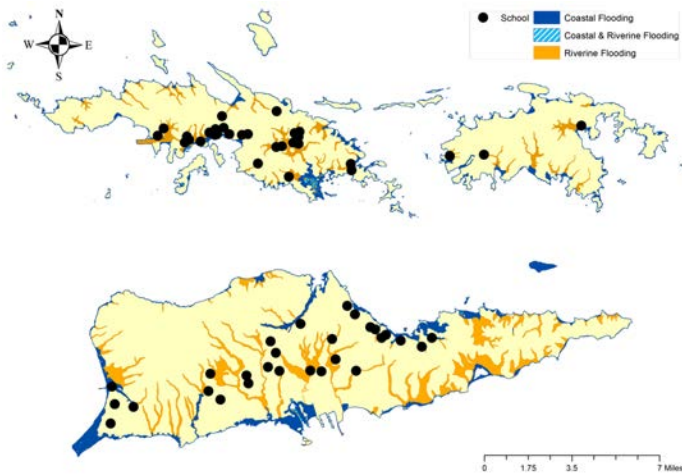 N
W E
S
School
Coastal Flooding
Coastal & Riverine Flooding
Riverine Flooding
0 1.75 3.5 7 Miles